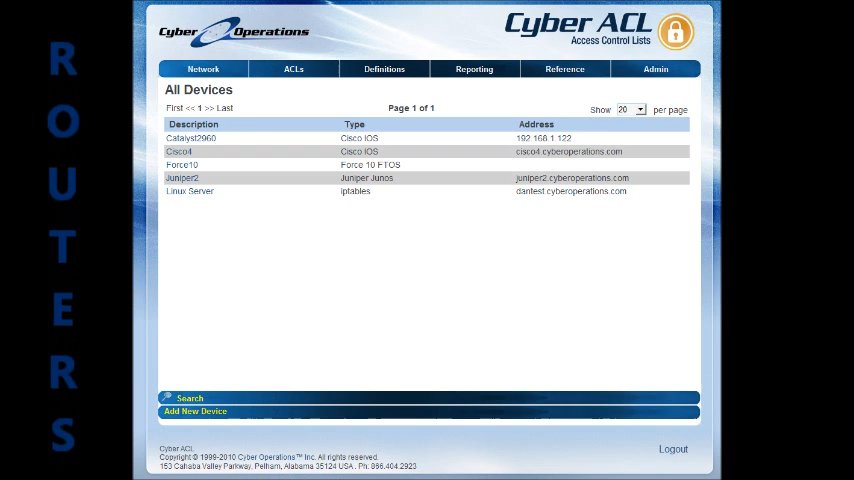 ROUTERS
Cyber Operations
Cyber ACL
Access Control Lists
Network ACLs Definitions Reporting Reference Admin
All Devices
First << 1 >> Last Page 1 of 1 Show 20 per page
Description Type Address
Catalyst2960 Cisco IOS 192.168.1.122
Cisco4 Cisco IOS cisco4.cyberoperations.com
Force10 Force 10 FTOS
Juniper2 Juniper Junos juniper2.cyberoperations.com
Linux Server iptables dantest.cyberoperations.com
Search
Add New Device
Cyber ACL
Copyright © 1999-2010 Cyber Operations™ Inc. All rights reserved.
153 Cahaba Valley Parkway, Pelham, Alabama 35124 USA . Ph: 866.404.2923
Logout